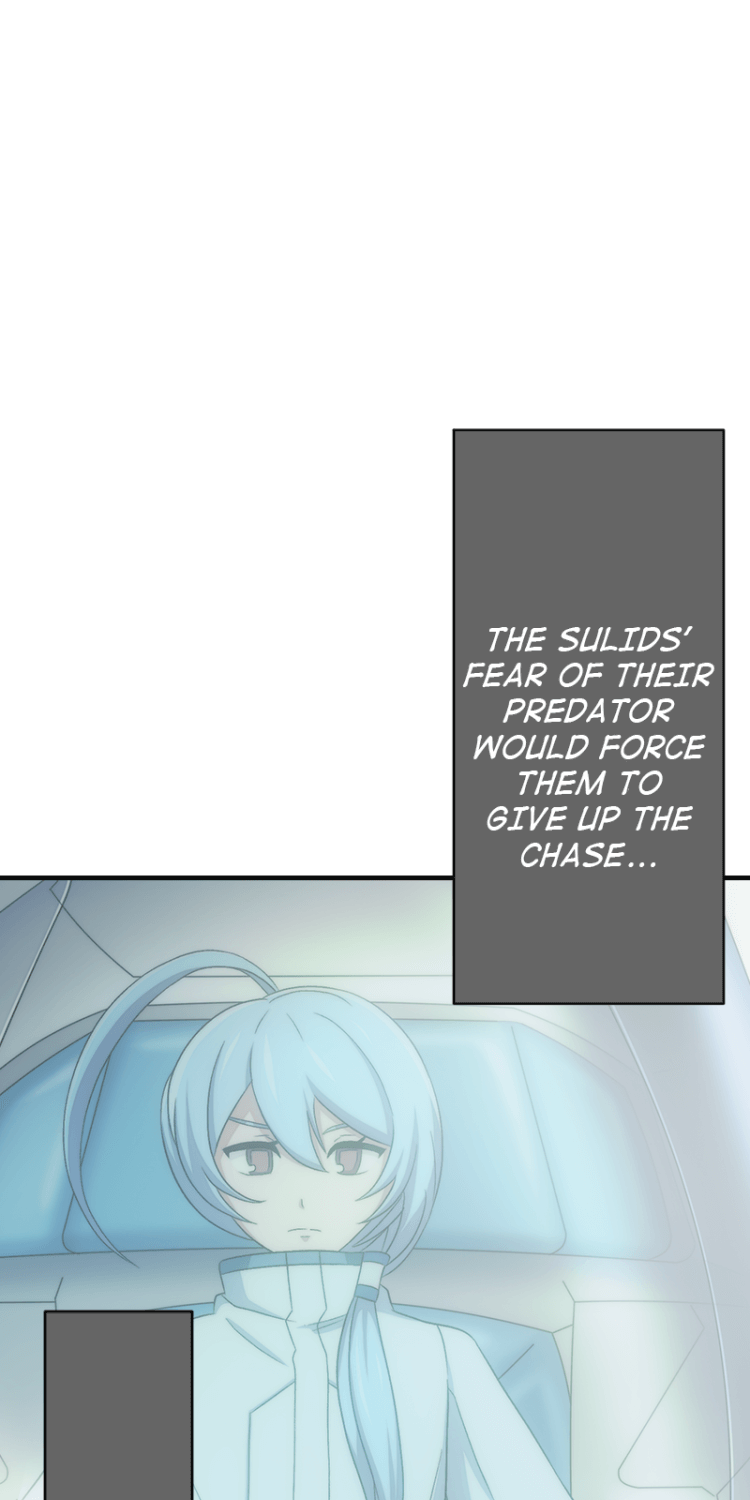 THE SULIDS'
FEAR OF THEIR
PREDATOR
WOULD FORCE
THEM TO
GIVE UP THE
CHASE...